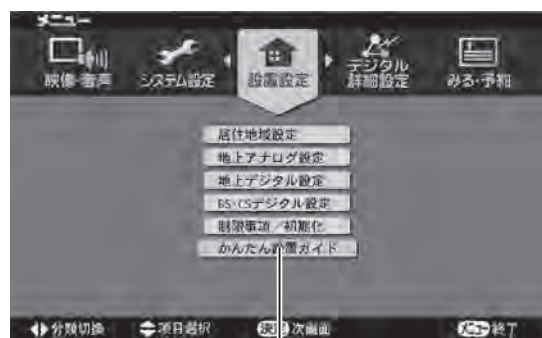 メニュー
映像・音声
システム設定
設置設定
デジタル
詳細設定
みる・予約
居住地域設定
地上アナログ設定
地上デジタル設定
BS・CSデジタル設定
制限事項/初期化
かんたん設置ガイド
分類切換 項目選択 決定 次画面 メニュー 終了